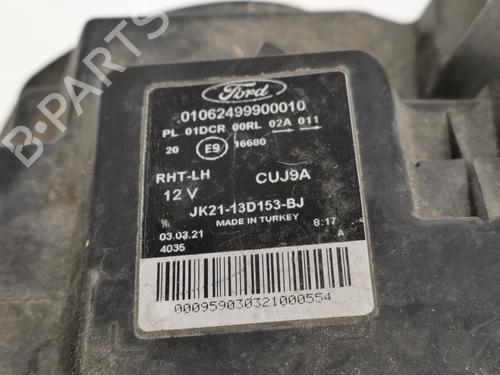 Ford
01062499900010
PL 01DCR 00RL 02A 011
20 E9 16680
RHT-LH CUJ9A
12 V
JK21-13D153-BJ
MADE IN TURKEY
03.03.21 8:17
4035 A
000959030321000554
B-PARTS